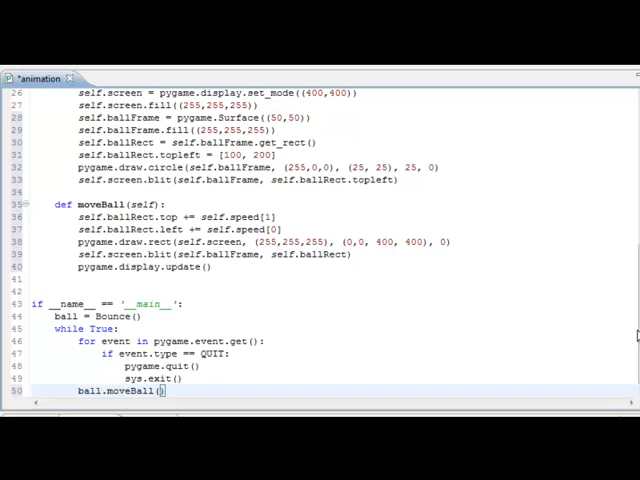 *animation
26 self.screen = pygame.display.set_mode((400,400))
27 self.screen.fill((255,255,255))
28 self.ballFrame = pygame.Surface((50,50))
29 self.ballFrame.fill((255,255,255))
30 self.ballRect = self.ballFrame.get_rect()
31 self.ballRect.topleft = [100, 200]
32 pygame.draw.circle(self.ballFrame, (255,0,0), (25, 25), 25, 0)
33 self.screen.blit(self.ballFrame, self.ballRect.topleft)
34
35 def moveBall(self):
36 self.ballRect.top += self.speed[1]
37 self.ballRect.left += self.speed[0]
38 pygame.draw.rect(self.screen, (255,255,255), (0,0, 400, 400), 0)
39 self.screen.blit(self.ballFrame, self.ballRect)
40 pygame.display.update()
41
42
43 if __name__ == '__main__':
44 ball = Bounce()
45 while True:
46 for event in pygame.event.get():
47 if event.type == QUIT:
48 pygame.quit()
49 sys.exit()
50 ball.moveBall()